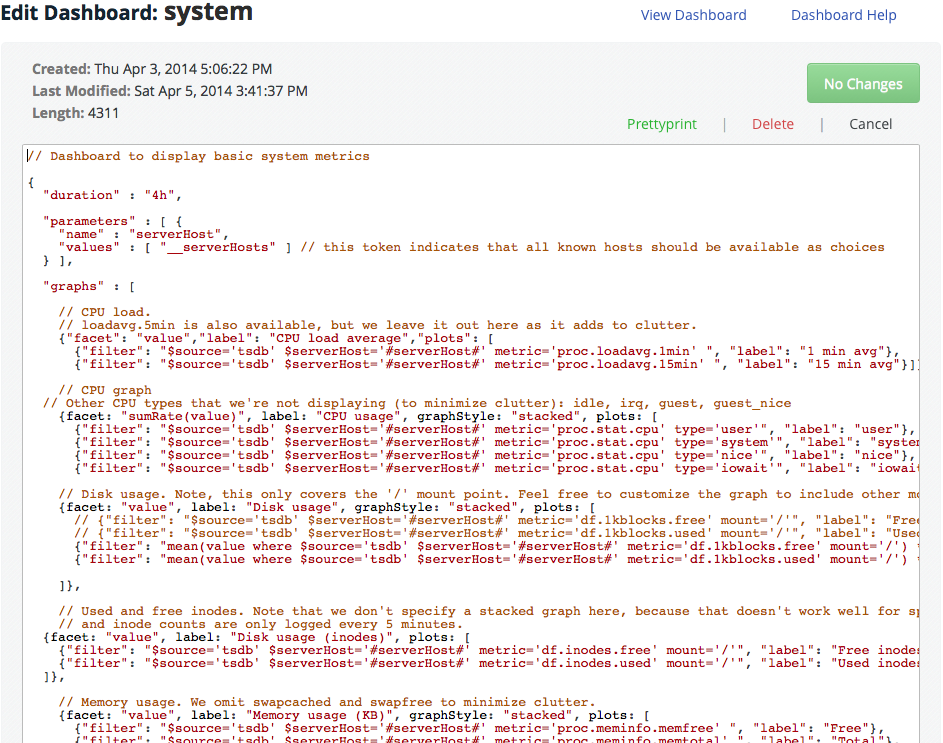 Edit Dashboard: system
View Dashboard
Dashboard Help
Created: Thu Apr 3, 2014 5:06:22 PM
Last Modified: Sat Apr 5, 2014 3:41:37 PM
Length: 4311
No Changes
Prettyprint | Delete | Cancel
// Dashboard to display basic system metrics
{
"duration" : "4h",
"parameters" : [ {
"name" : "serverHost",
"values" : [ "__serverHosts" ] // this token indicates that all known hosts should be available as choices
} ],
"graphs" : [
// CPU load.
// loadavg.5min is also available, but we leave it out here as it adds to clutter.
{"facet": "value","label": "CPU load average","plots": [
{"filter": "$source='tsdb' $serverHost='#serverHost#' metric='proc.loadavg.1min' ", "label": "1 min avg"},
{"filter": "$source='tsdb' $serverHost='#serverHost#' metric='proc.loadavg.15min' ", "label": "15 min avg"}]
// CPU graph
// Other CPU types that we're not displaying (to minimize clutter): idle, irq, guest, guest_nice
{facet: "sumRate(value)", label: "CPU usage", graphStyle: "stacked", plots: [
{"filter": "$source='tsdb' $serverHost='#serverHost#' metric='proc.stat.cpu' type='user'", "label": "user"},
{"filter": "$source='tsdb' $serverHost='#serverHost#' metric='proc.stat.cpu' type='system'", "label": "system
{"filter": "$source='tsdb' $serverHost='#serverHost#' metric='proc.stat.cpu' type='nice'", "label": "nice"},
{"filter": "$source='tsdb' $serverHost='#serverHost#' metric='proc.stat.cpu' type='iowait'", "label": "iowait
// Disk usage. Note, this only covers the '/' mount point. Feel free to customize the graph to include other mo
{facet: "value", label: "Disk usage", graphStyle: "stacked", plots: [
// {"filter": "$source='tsdb' $serverHost='#serverHost#' metric='df.1kblocks.free' mount='/'", "label": "Free
// {"filter": "$source='tsdb' $serverHost='#serverHost#' metric='df.1kblocks.used' mount='/'", "label": "Used
{"filter": "mean(value where $source='tsdb' $serverHost='#serverHost#' metric='df.1kblocks.free' mount='/')
{"filter": "mean(value where $source='tsdb' $serverHost='#serverHost#' metric='df.1kblocks.used' mount='/')
]},
// Used and free inodes. Note that we don't specify a stacked graph here, because that doesn't work well for sp
// and inode counts are only logged every 5 minutes.
{facet: "value", label: "Disk usage (inodes)", plots: [
{"filter": "$source='tsdb' $serverHost='#serverHost#' metric='df.inodes.free' mount='/'", "label": "Free inodes
{"filter": "$source='tsdb' $serverHost='#serverHost#' metric='df.inodes.used' mount='/'", "label": "Used inodes
]},
// Memory usage. We omit swapcached and swapfree to minimize clutter.
{facet: "value", label: "Memory usage (KB)", graphStyle: "stacked", plots: [
{"filter": "$source='tsdb' $serverHost='#serverHost#' metric='proc.meminfo.memfree' ", "label": "Free"},
{"filter": "$source='tsdb' $serverHost='#serverHost#' metric='proc.meminfo.memtotal' ", "label": "Total"},